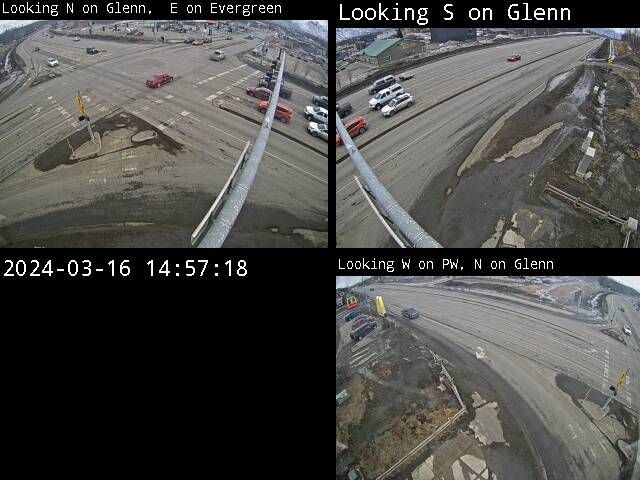 Looking N on Glenn,  E on Evergreen
Looking S on Glenn
2024-03-16 14:57:18
Looking W on PW, N on Glenn